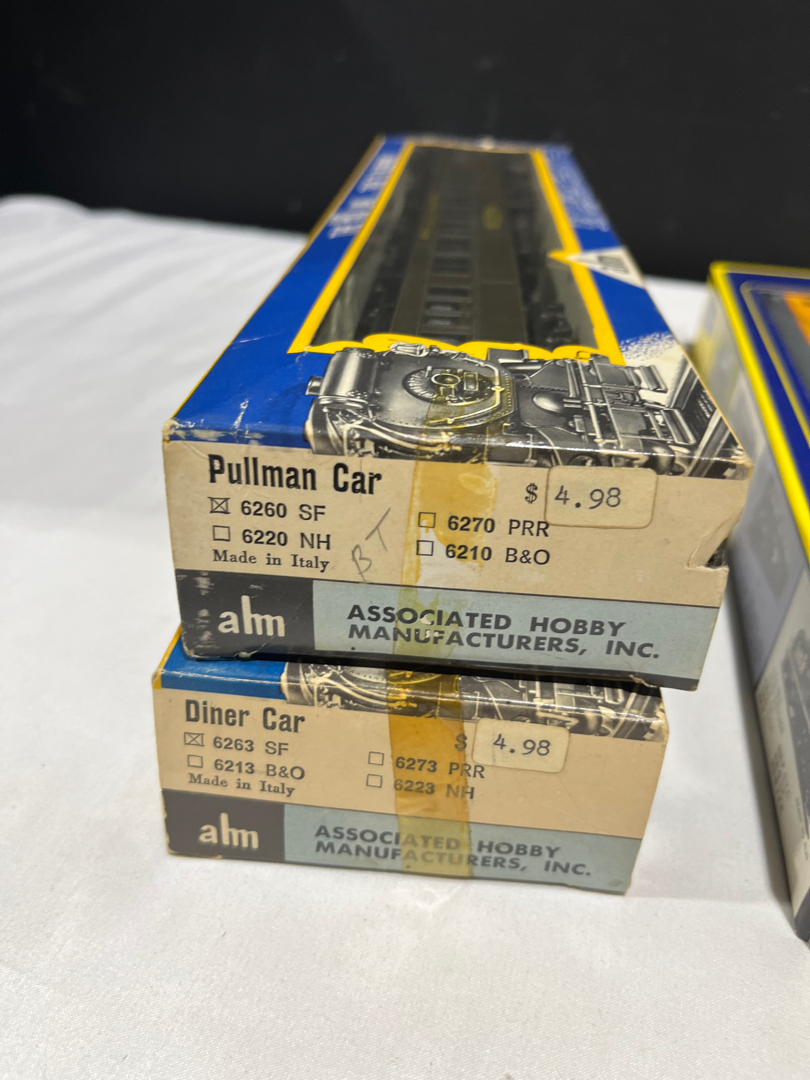 Pullman Car
$ 4.98
☒ 6260 SF
☐ 6270 PRR
☐ 6220 NH
☐ 6210 B&O
Made in Italy
BT
ahm
ASSOCIATED HOBBY
MANUFACTURERS, INC.
Diner Car
$ 4.98
☒ 6263 SF
☐ 6273 PRR
☐ 6213 B&O
☐ 6223 NH
Made in Italy
ahm
ASSOCIATED HOBBY
MANUFACTURERS, INC.